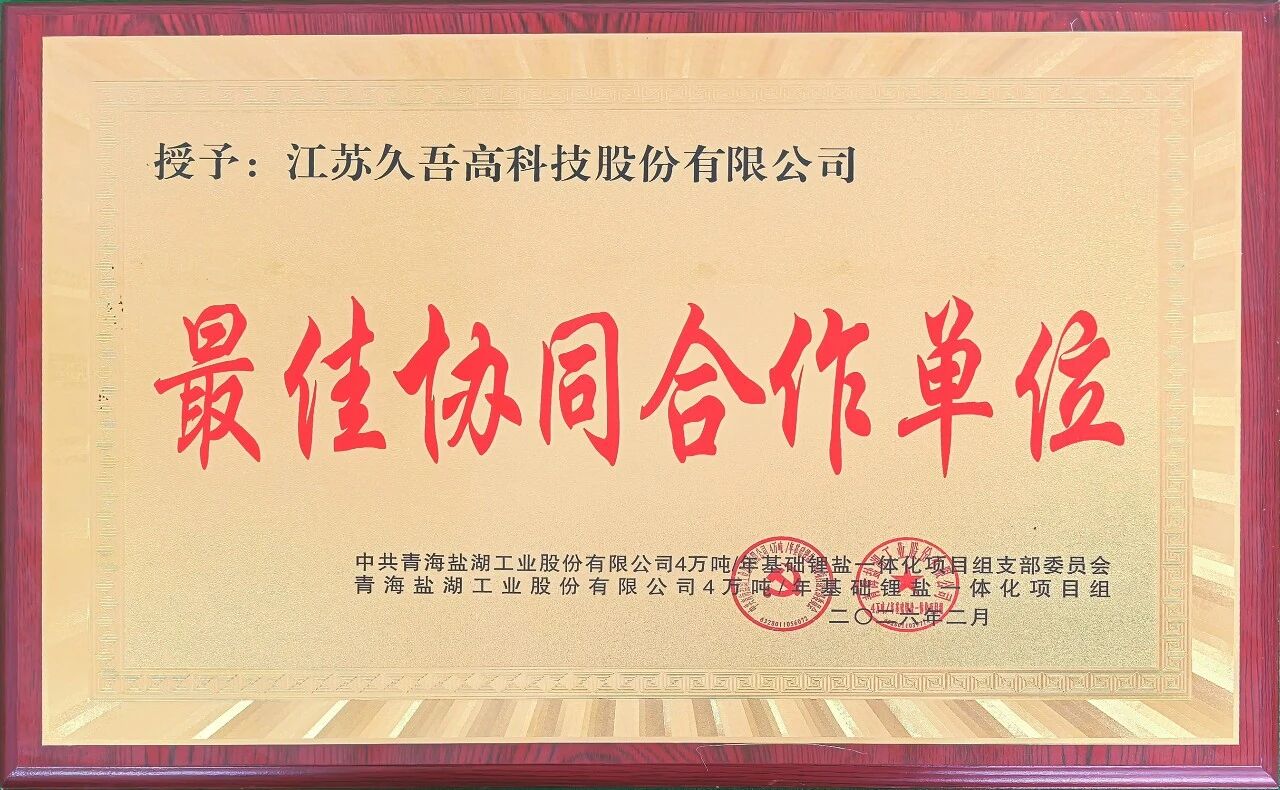 授予：江苏久吾高科技股份有限公司
最佳协同合作单位
中共青海盐湖工业股份有限公司4万吨/年基础锂盐一体化项目组支部委员会
青海盐湖工业股份有限公司4万吨/年基础锂盐一体化项目组
二〇二六年二月
6328011056072